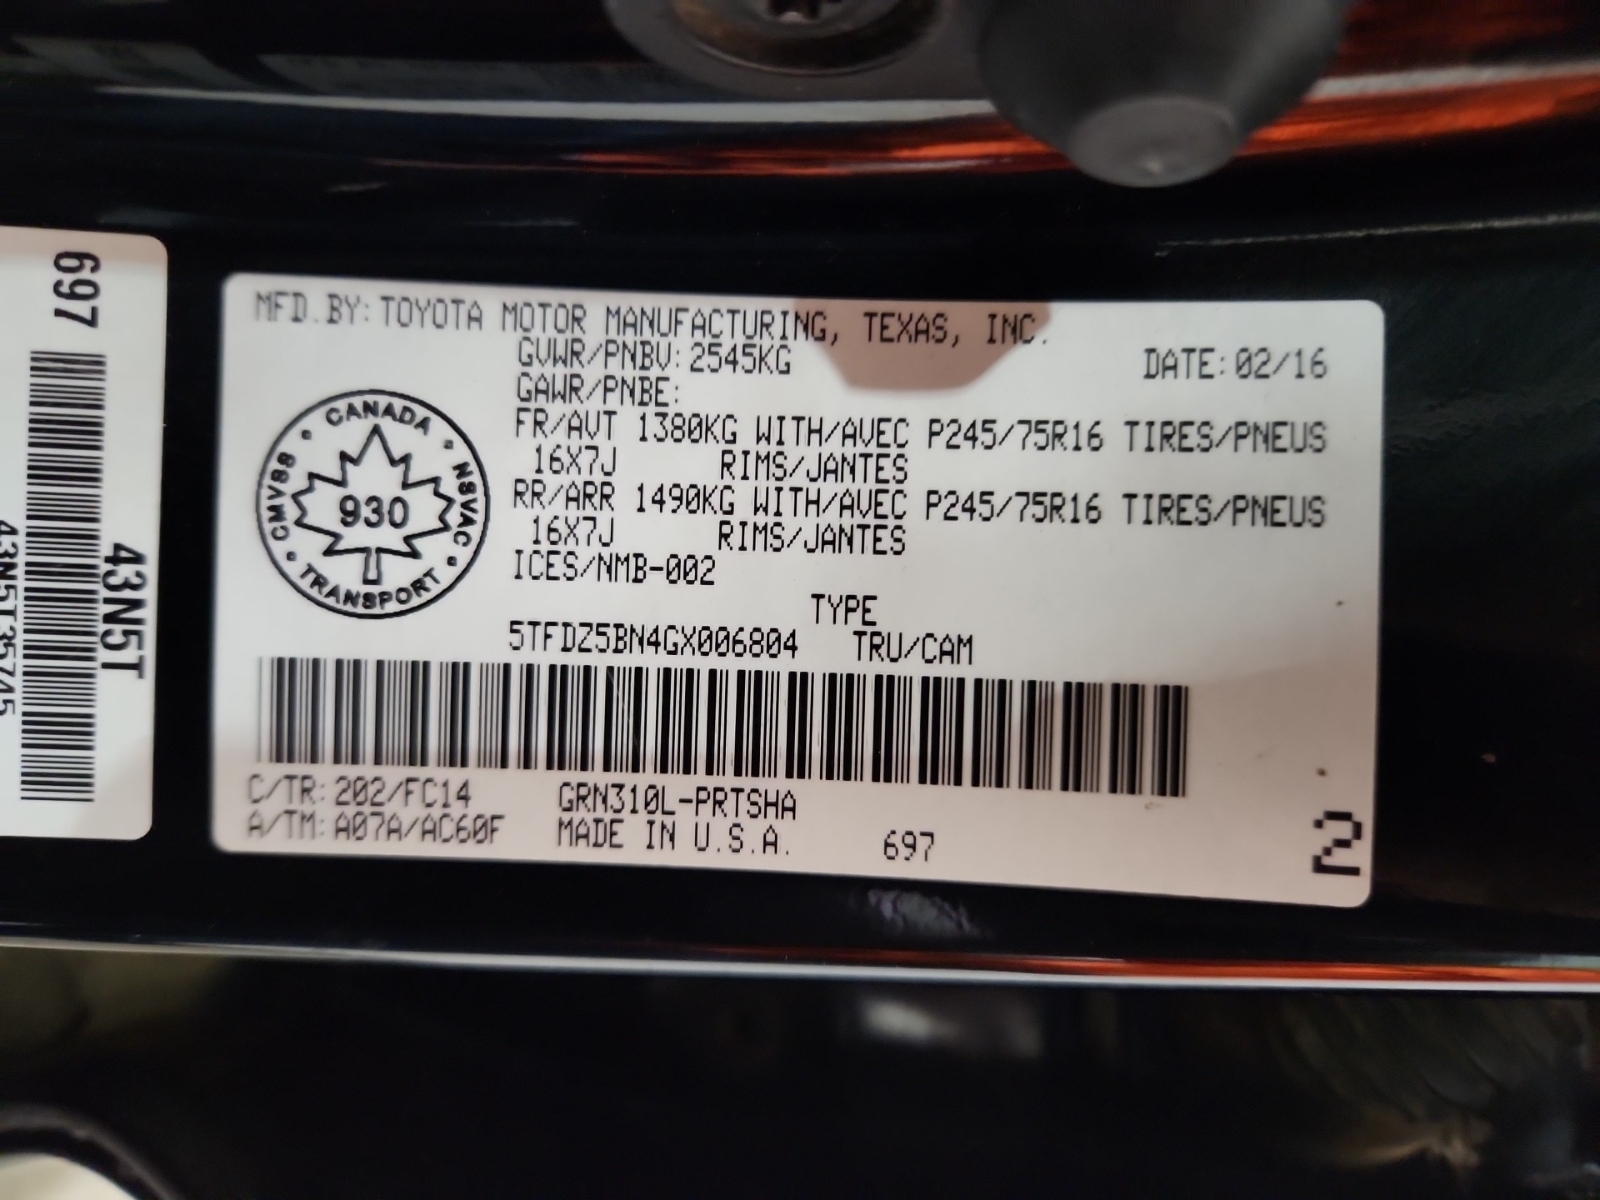 697
43N5T
43N5T35745
MFD.BY:TOYOTA MOTOR MANUFACTURING, TEXAS, INC.
GVWR/PNBV:2545KG DATE:02/16
GAWR/PNBE:
FR/AVT 1380KG WITH/AVEC P245/75R16 TIRES/PNEUS
16X7J RIMS/JANTES
RR/ARR 1490KG WITH/AVEC P245/75R16 TIRES/PNEUS
16X7J RIMS/JANTES
ICES/NMB-002
CANADA
CMVSS NSVAC
930
TRANSPORT
TYPE
5TFDZ5BN4GX006804 TRU/CAM
C/TR:202/FC14 GRN310L-PRTSHA
A/TM:A07A/AC60F MADE IN U.S.A. 697
2